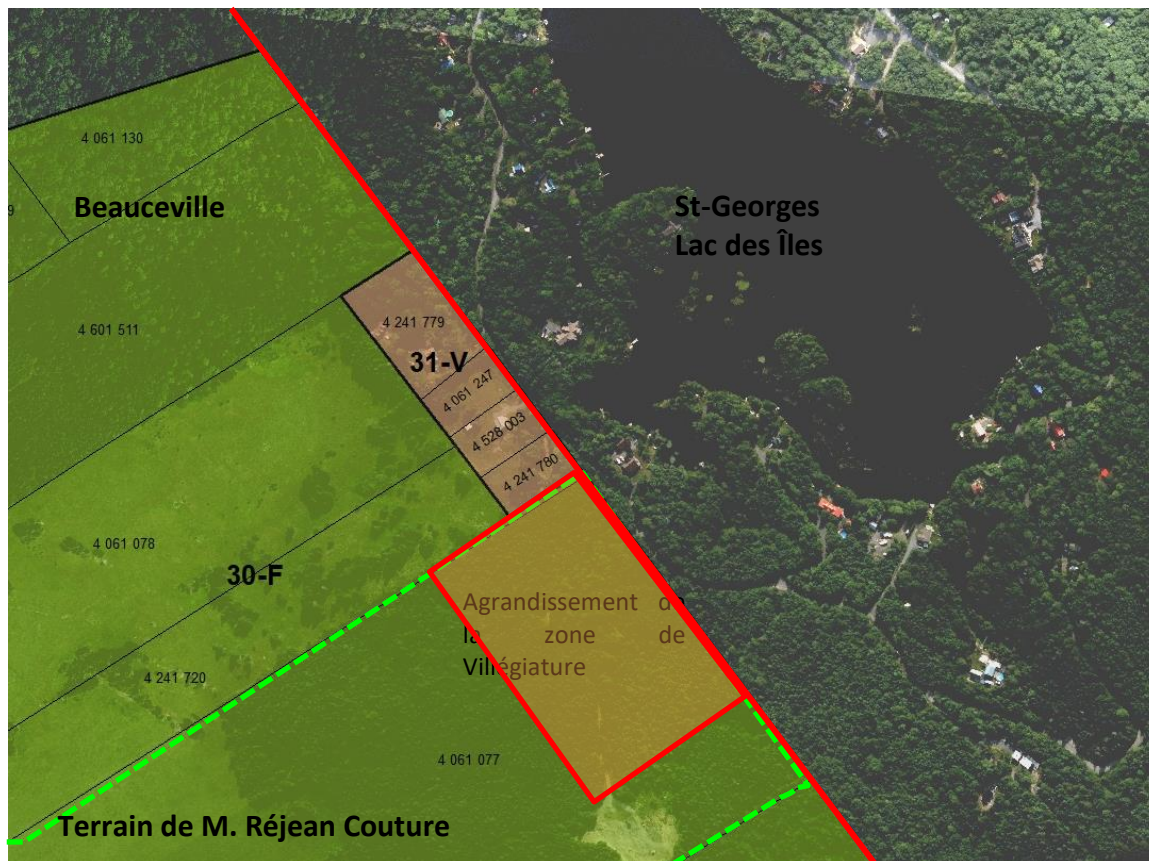 4 061 130
Beauceville
9
St-Georges
Lac des Îles
4 601 511
4 241 779
31-V
4 061 247
4 528 003
4 241 780
4 061 078
30-F
Agrandissement de
la zone de
Villégiature
4 241 720
4 061 077
Terrain de M. Réjean Couture